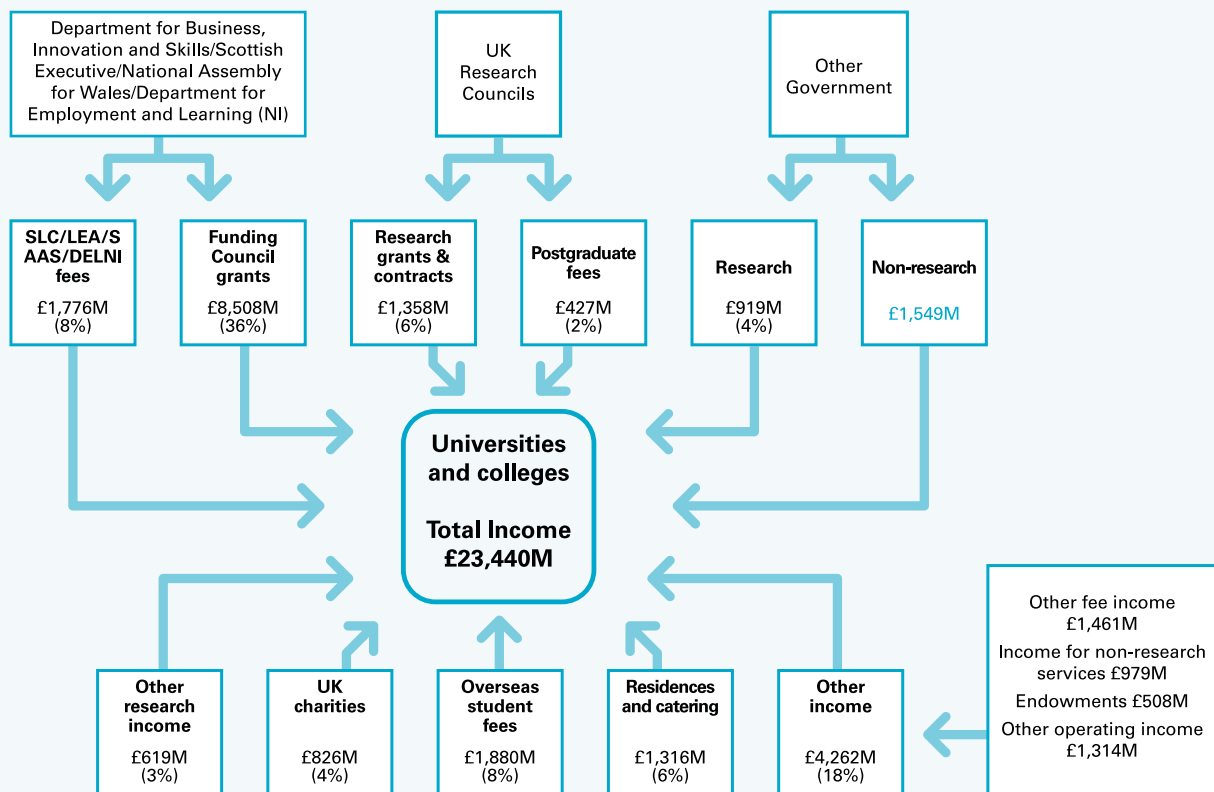 Department for Business,
Innovation and Skills/Scottish
Executive/National Assembly
for Wales/Department for
Employment and Learning (NI)
UK
Research
Councils
Other
Government
SLC/LEA/S
AAS/DELNI
fees
£1,776M
(8%)
Funding
Council
grants
£8,508M
(36%)
Research
grants &
contracts
£1,358M
(6%)
Postgraduate
fees
£427M
(2%)
Research
£919M
(4%)
Non-research
£1,549M
Universities
and colleges
Total Income
£23,440M
Other
research
income
£619M
(3%)
UK
charities
£826M
(4%)
Overseas
student
fees
£1,880M
(8%)
Residences
and catering
£1,316M
(6%)
Other
income
£4,262M
(18%)
Other fee income
£1,461M
Income for non-research
services £979M
Endowments £508M
Other operating income
£1,314M